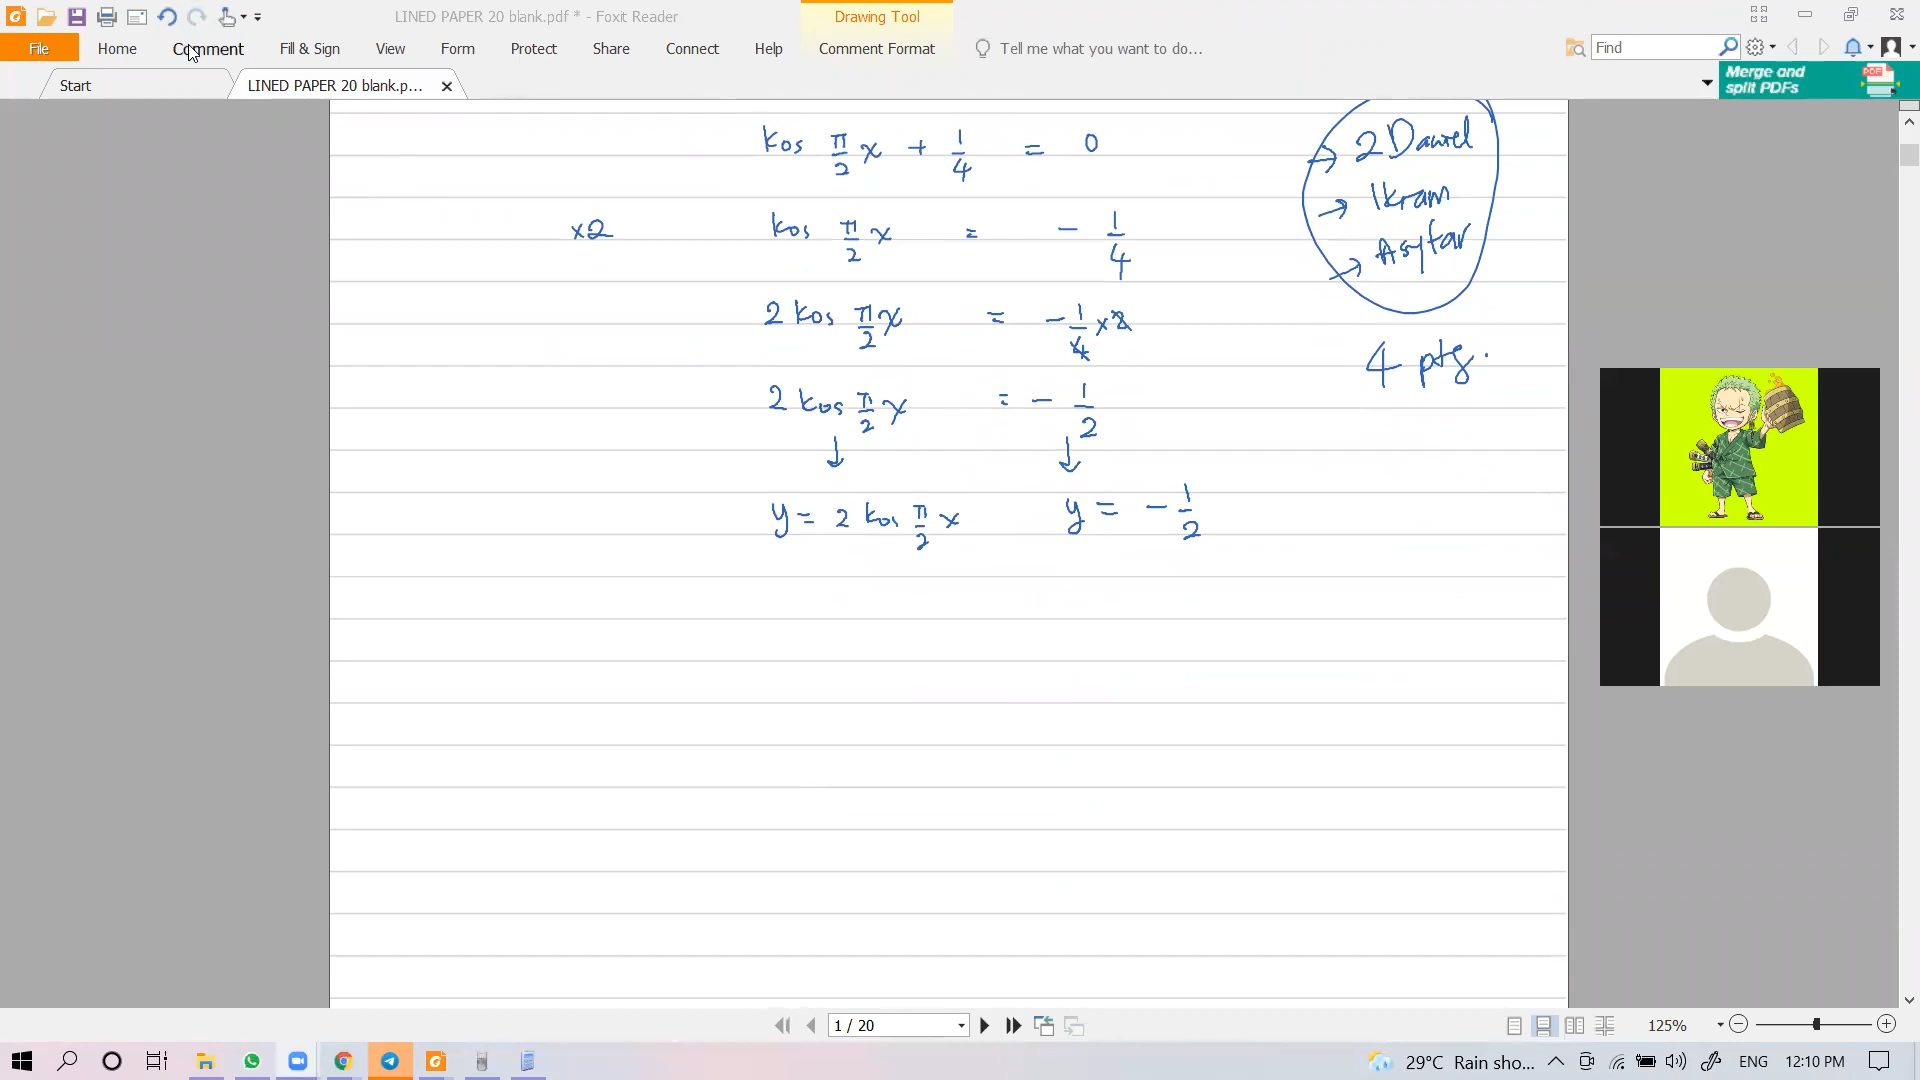 LINED PAPER 20 blank.pdf * - Foxit Reader
Drawing Tool
File Home Comment Fill & Sign View Form Protect Share Connect Help Comment Format Tell me what you want to do... Find
Start LINED PAPER 20 blank.p... Merge and split PDFs
kos π/2 x + 1/4 = 0
x2 kos π/2 x = - 1/4
2 kos π/2 x = - 1/4 x 2
2 kos π/2 x = - 1/2
y = 2 kos π/2 x y = - 1/2
→ 2 Daniel
→ Ikram
→ Asyfar
4 ptg.
1 / 20 125%
29°C Rain sho... ENG 12:10 PM